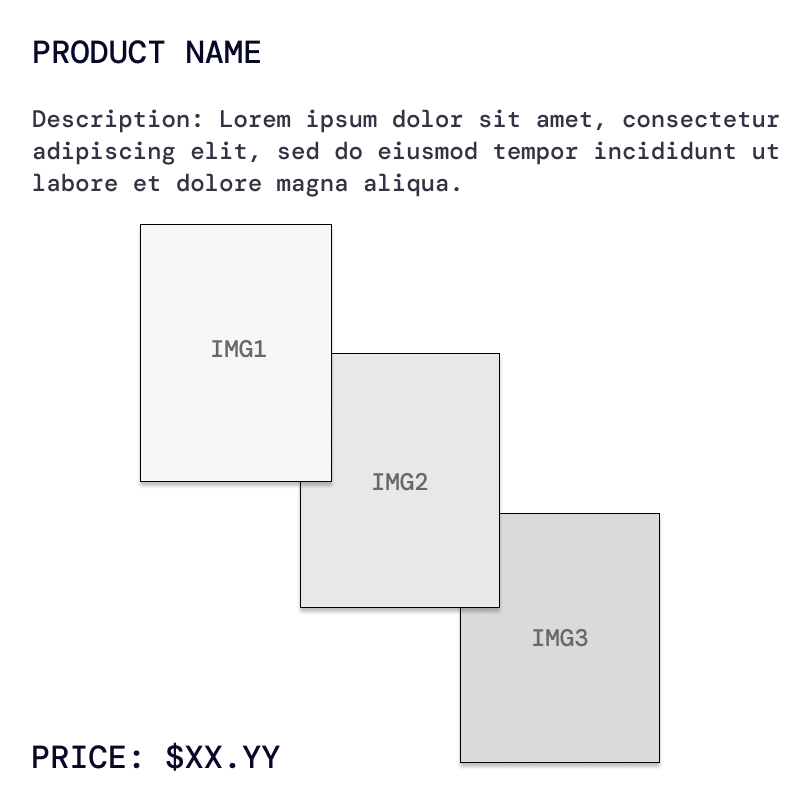 PRODUCT NAME
Description: Lorem ipsum dolor sit amet, consectetur
adipiscing elit, sed do eiusmod tempor incididunt ut
labore et dolore magna aliqua.
IMG1
IMG2
IMG3
PRICE: $XX.YY